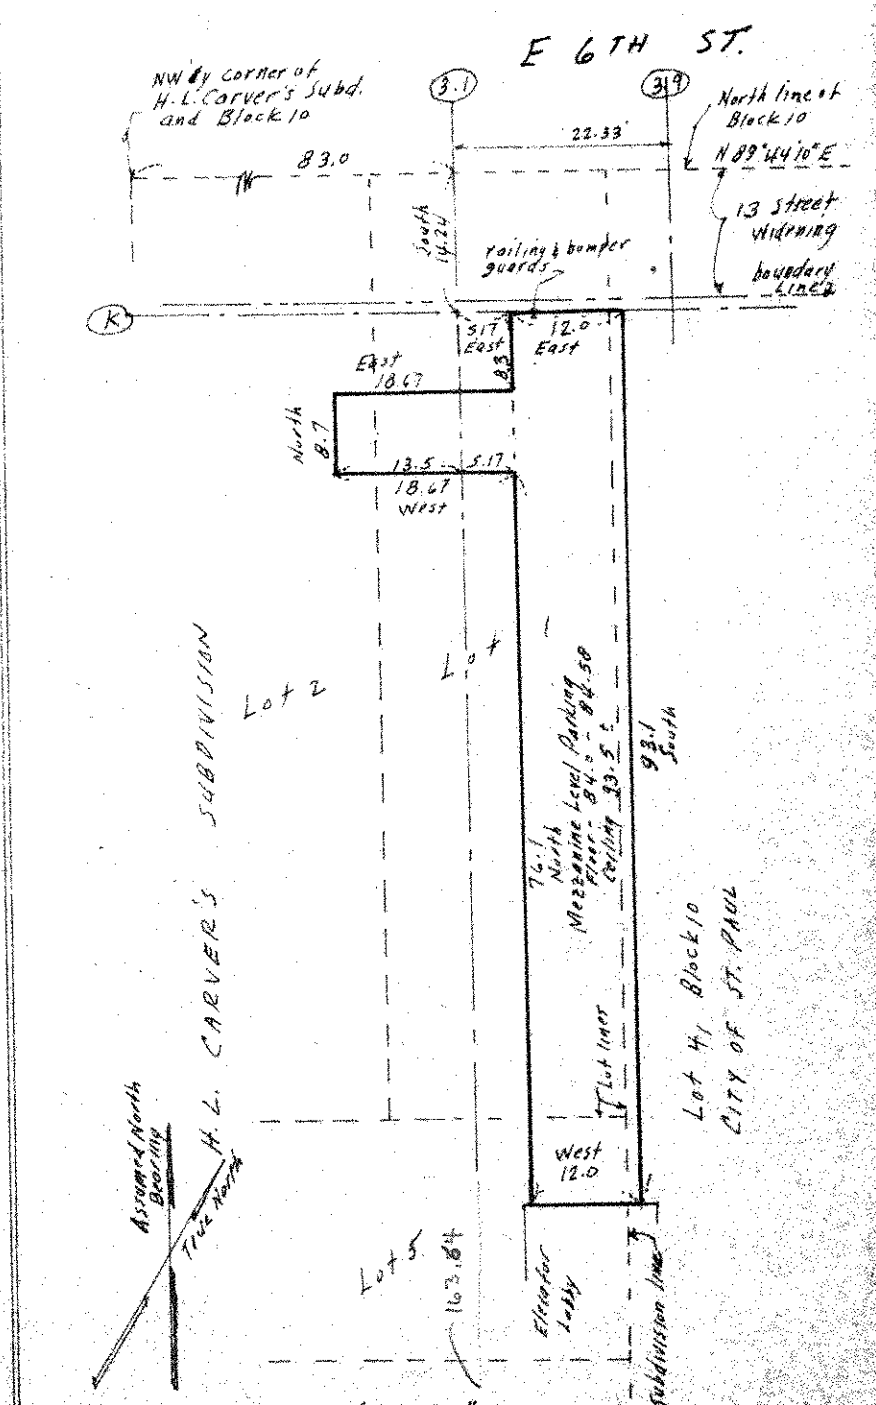 E 6TH ST.
NW'ly corner of
H.L. Carver's Subd.
and Block 10
3.1
3.9
North line of
Block 10
22.33'
83.0
N 89°44'10" E
South
14.24
13 Street
Widening
boundary
Line
railing & bumper
guards
K
5.17
East
12.0
East
8.3
East
18.67
North
8.7
13.5
5.17
18.67
West
H. L. CARVER'S SUBDIVISION
Lot 2
Lot 1
76.1
North
Mezzanine Level Parking
Floor - 84.0 - 84.58
Ceiling 93.5 ±
93.1
South
Lot 4, Block 10
CITY OF ST. PAUL
Lot lines
West
12.0
Assumed North
Bearing
True North
Lot 5
163.84
Elevator
Lobby
Subdivision line